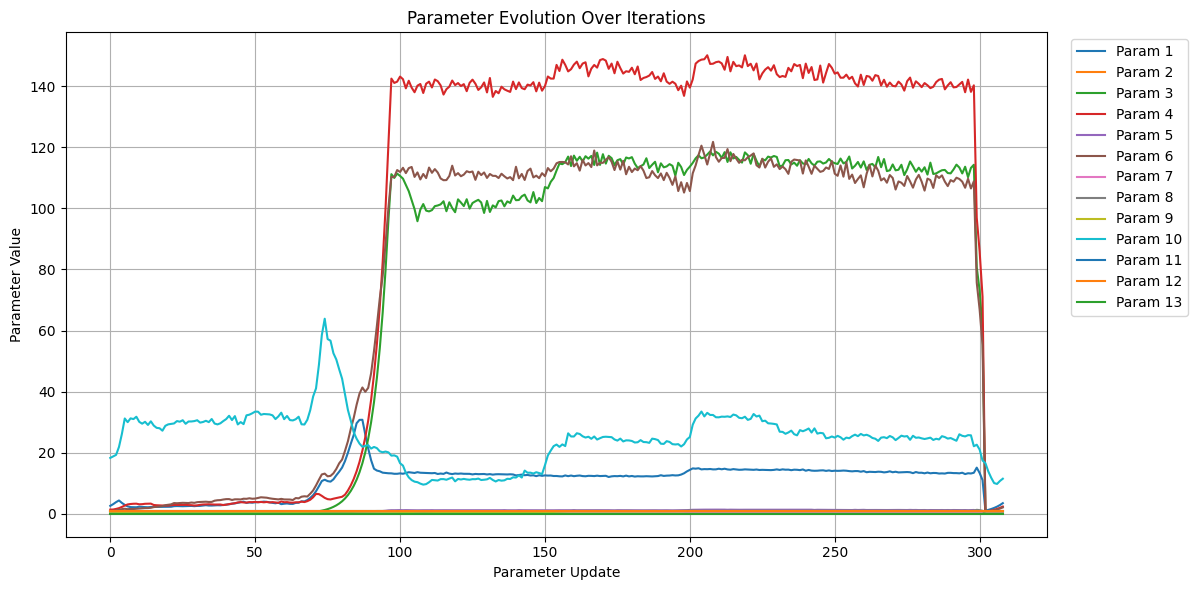 Parameter Evolution Over Iterations
Parameter Value
140
120
100
80
60
40
20
0
0 50 100 150 200 250 300
Parameter Update
Param 1
Param 2
Param 3
Param 4
Param 5
Param 6
Param 7
Param 8
Param 9
Param 10
Param 11
Param 12
Param 13